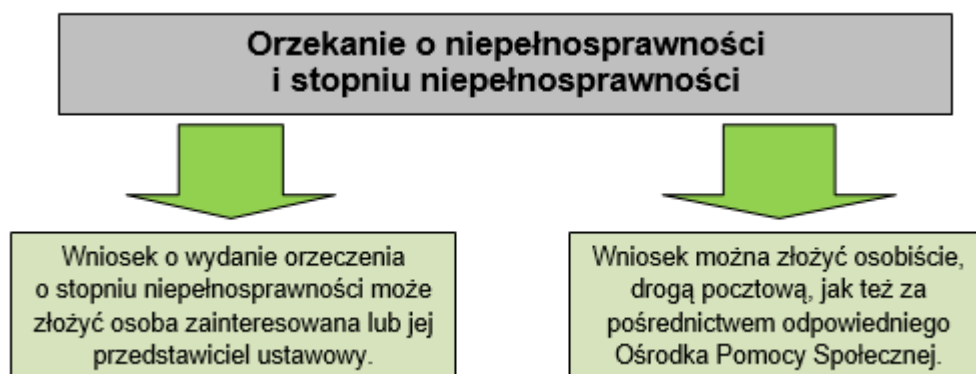 Orzekanie o niepełnosprawności
i stopniu niepełnosprawności
Wniosek o wydanie orzeczenia
o stopniu niepełnosprawności może
złożyć osoba zainteresowana lub jej
przedstawiciel ustawowy.
Wniosek można złożyć osobiście,
drogą pocztową, jak też za
pośrednictwem odpowiedniego
Ośrodka Pomocy Społecznej.